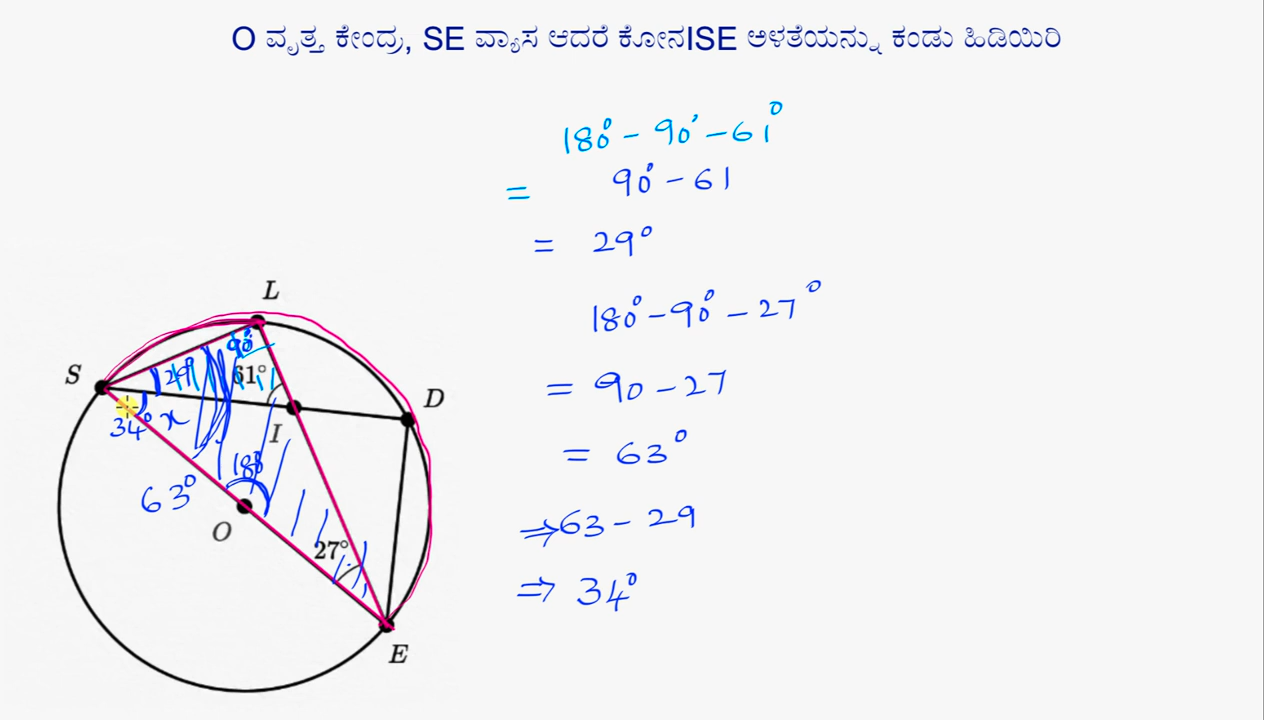 O ವೃತ್ತ ಕೇಂದ್ರ, SE ವ್ಯಾಸ ಆದರೆ ಕೋನISE ಅಳತೆಯನ್ನು ಕಂಡು ಹಿಡಿಯಿರಿ
180° - 90° - 61°
= 90° - 61
= 29°
180° - 90° - 27°
= 90 - 27
= 63°
⇒ 63 - 29
⇒ 34°
L
90°
S
29°
61°
D
34° x
I
180°
63°
O
27°
E